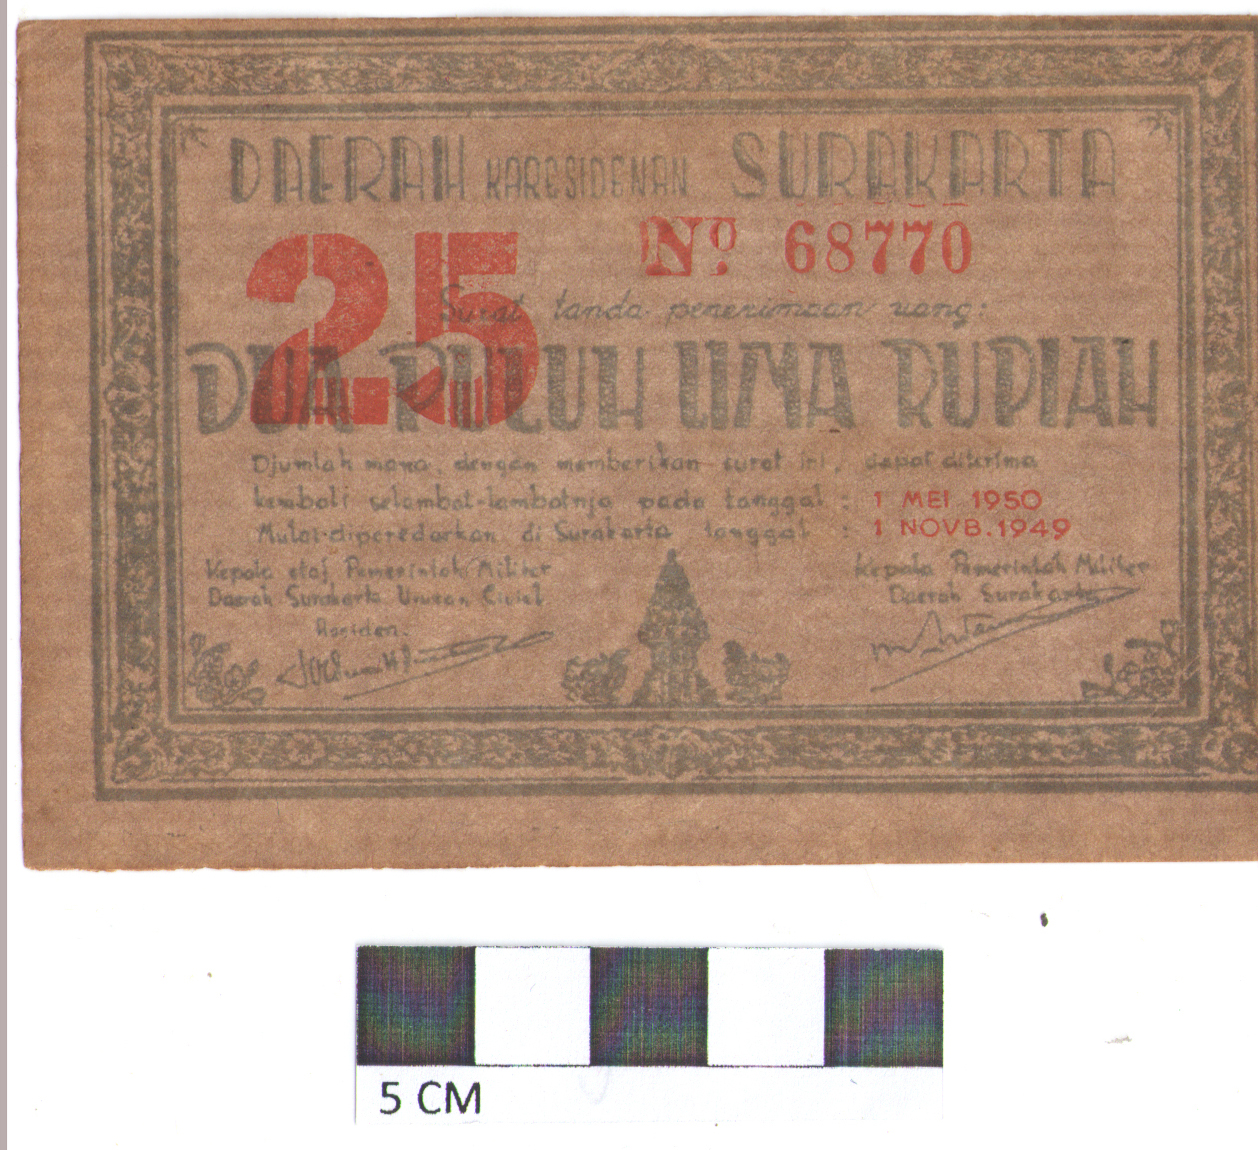 DAERAH KARESIDENAN SURAKARTA
25
No 68770
Surat tanda penerimaan uang:
DUA PULUH LIMA RUPIAH
Djumlah mana, dengan memberikan surat ini, dapat diterima
kembali selambat-lambatnja pada tanggal : 1 MEI 1950
Mulai diperedarkan di Surakarta tanggal : 1 NOVB. 1949
Kepala staf Pemerintah Militer
Daerah Surakarta Urusan Civiel
Residen.
Kepala Pemerintah Militer
Daerah Surakarta
5 CM